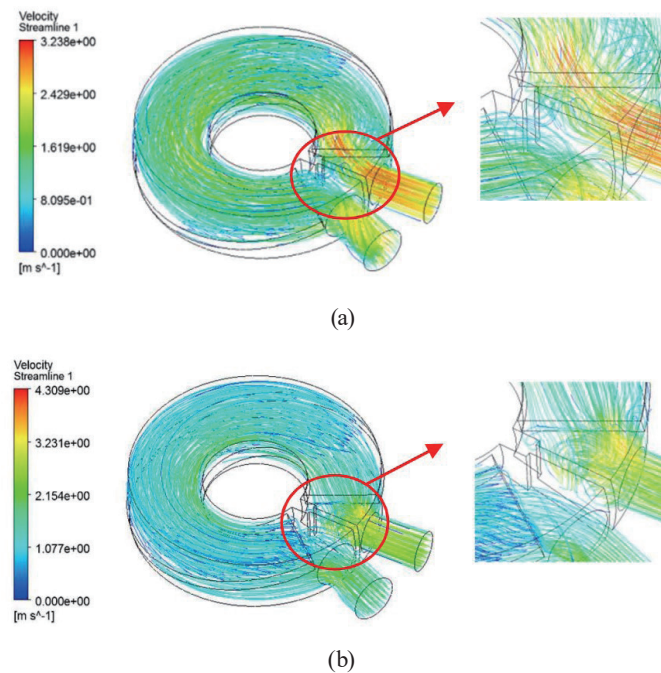 Velocity
Streamline 1
3.238e+00
2.429e+00
1.619e+00
8.095e-01
0.000e+00
[m s^-1]
(a)
Velocity
Streamline 1
4.309e+00
3.231e+00
2.154e+00
1.077e+00
0.000e+00
[m s^-1]
(b)